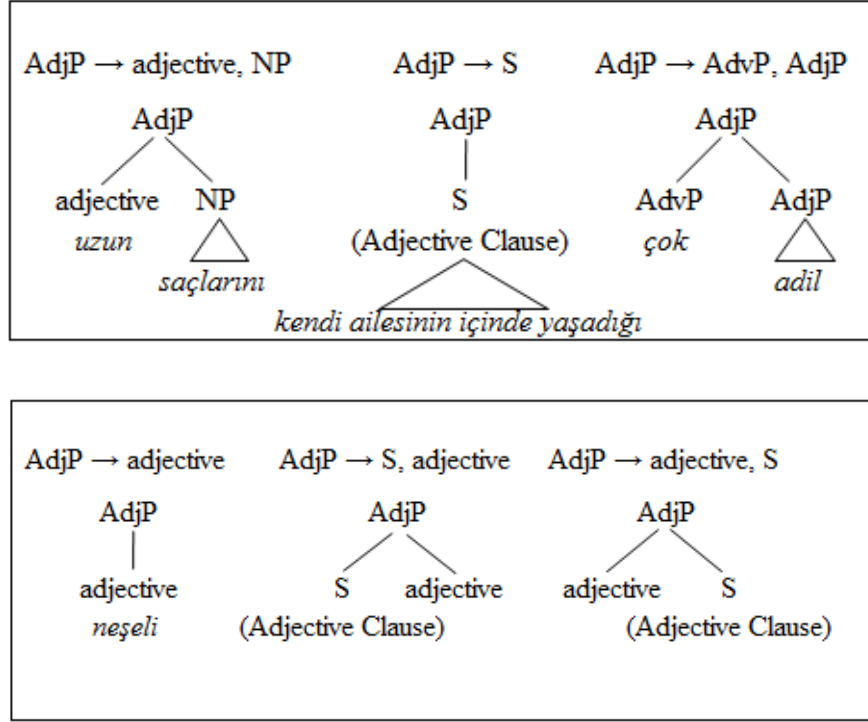 AdjP → adjective, NP AdjP → S AdjP → AdvP, AdjP
AdjP AdjP AdjP
adjective NP S AdvP AdjP
uzun (Adjective Clause) çok
saçlarını adil
kendi ailesinin içinde yaşadığı
AdjP → adjective AdjP → S, adjective AdjP → adjective, S
AdjP AdjP AdjP
adjective S adjective adjective S
neşeli (Adjective Clause) (Adjective Clause)